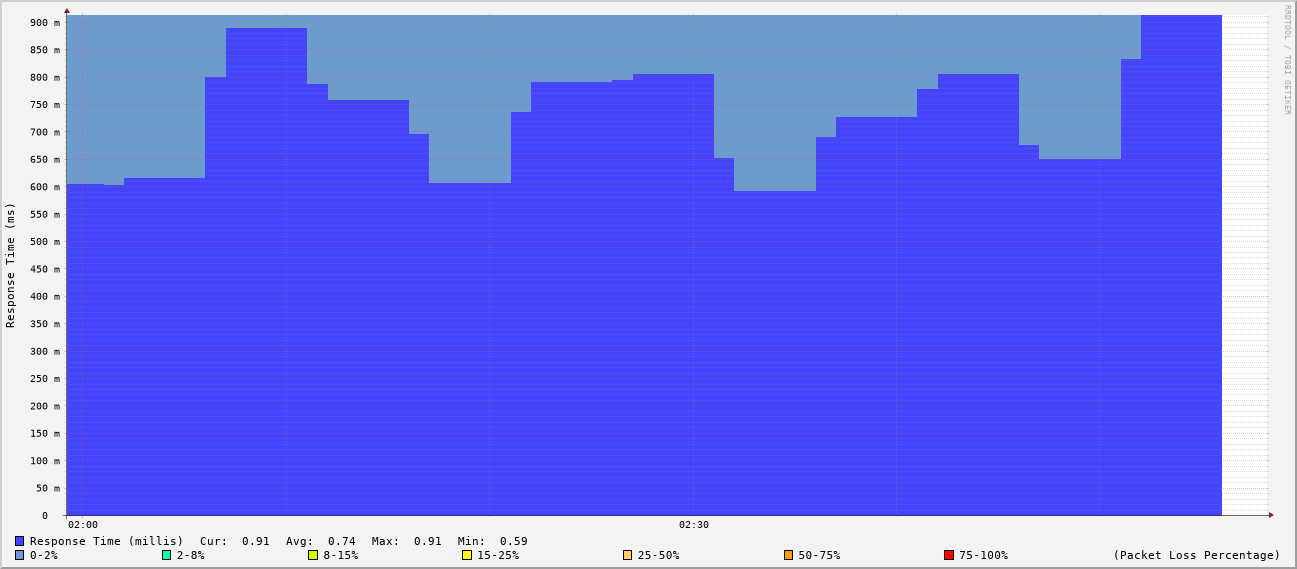 RRDTOOL / TOBI OETIKER
Response Time (ms)
900 m
850 m
800 m
750 m
700 m
650 m
600 m
550 m
500 m
450 m
400 m
350 m
300 m
250 m
200 m
150 m
100 m
50 m
0
02:00 02:30
Response Time (millis) Cur: 0.91 Avg: 0.74 Max: 0.91 Min: 0.59
0-2% 2-8% 8-15% 15-25% 25-50% 50-75% 75-100% (Packet Loss Percentage)